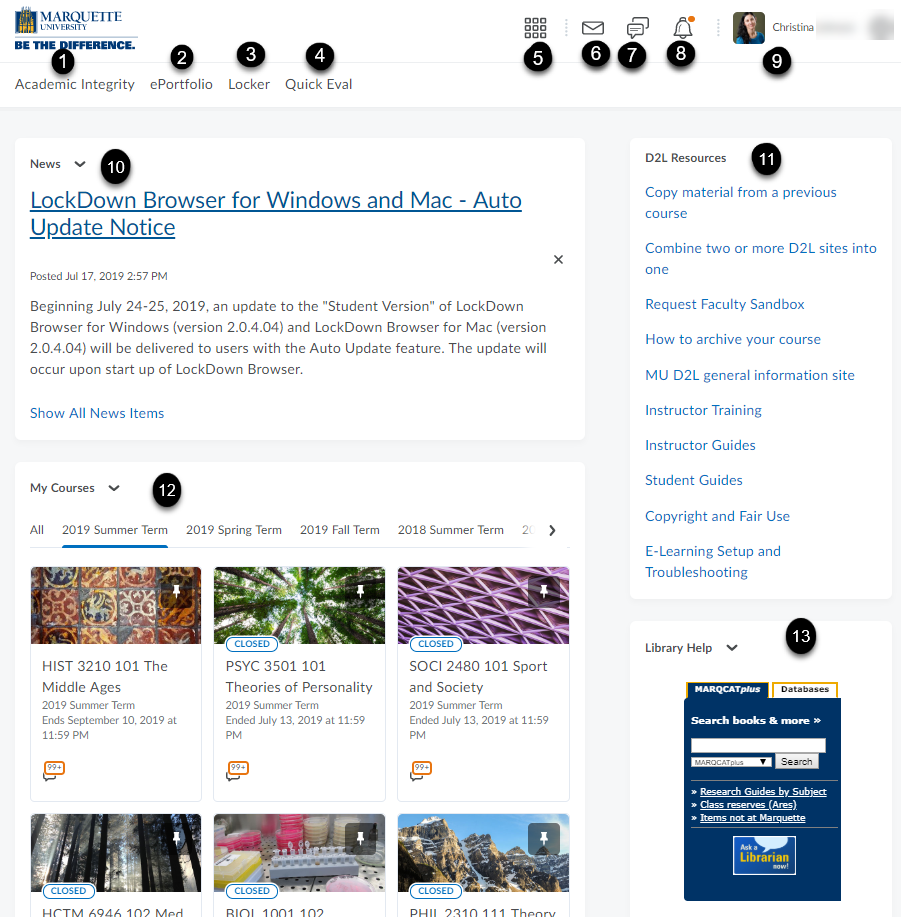 MARQUETTE
UNIVERSITY
BE THE DIFFERENCE.
Christina
1
2
3
4
5
6
7
8
9
Academic Integrity ePortfolio Locker Quick Eval
News
10
LockDown Browser for Windows and Mac - Auto
Update Notice
Posted Jul 17, 2019 2:57 PM
Beginning July 24-25, 2019, an update to the "Student Version" of LockDown
Browser for Windows (version 2.0.4.04) and LockDown Browser for Mac (version
2.0.4.04) will be delivered to users with the Auto Update feature. The update will
occur upon start up of LockDown Browser.
Show All News Items
My Courses
12
All 2019 Summer Term 2019 Spring Term 2019 Fall Term 2018 Summer Term
HIST 3210 101 The
Middle Ages
2019 Summer Term
Ends September 10, 2019 at
11:59 PM
99+
CLOSED
PSYC 3501 101
Theories of Personality
2019 Summer Term
Ended July 13, 2019 at 11:59
PM
99+
CLOSED
SOCI 2480 101 Sport
and Society
2019 Summer Term
Ended July 13, 2019 at 11:59
PM
99+
CLOSED
HCTM 6946 102 Med
CLOSED
BIOL 1001 102
CLOSED
PHIL 2310 111 Theory
D2L Resources
11
Copy material from a previous
course
Combine two or more D2L sites into
one
Request Faculty Sandbox
How to archive your course
MU D2L general information site
Instructor Training
Instructor Guides
Student Guides
Copyright and Fair Use
E-Learning Setup and
Troubleshooting
Library Help
13
MARQCATplus Databases
Search books & more »
MARQCATplus Search
» Research Guides by Subject
» Class reserves (Ares)
» Items not at Marquette
Ask a
Librarian
now!